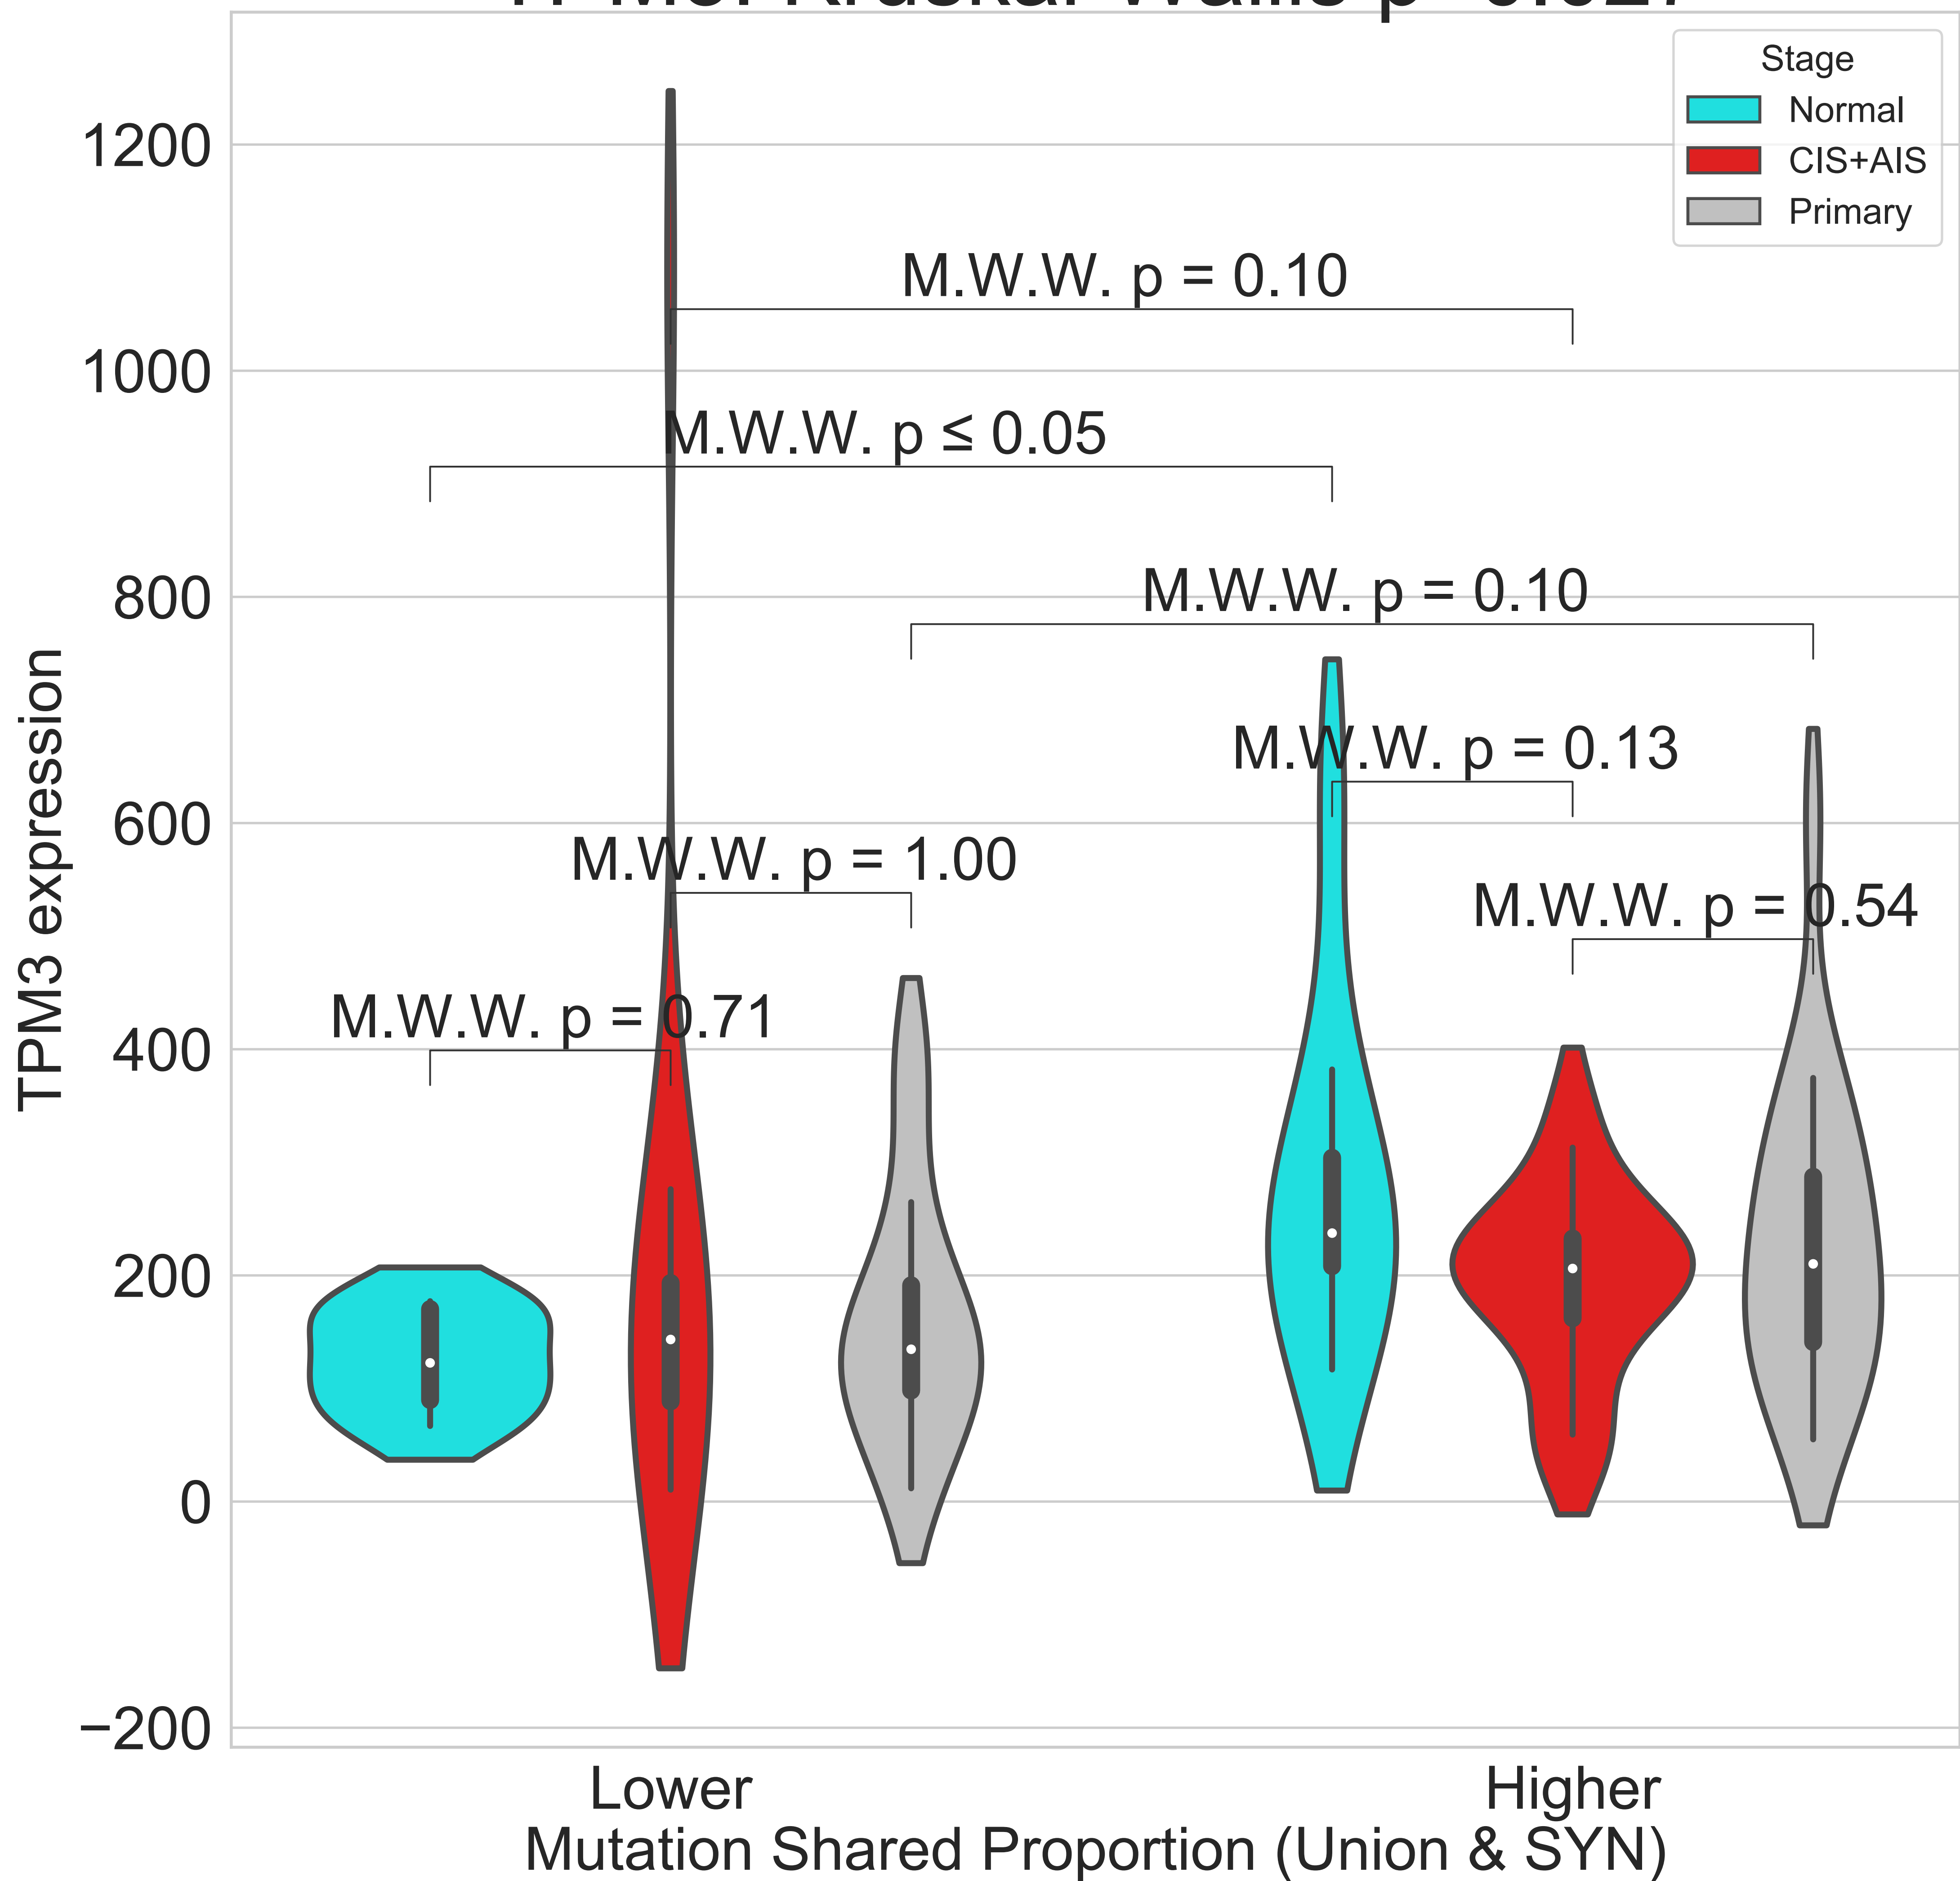 Stage
Normal
CIS+AIS
Primary
1200
1000
800
600
400
200
0
−200
TPM3 expression
M.W.W. p = 0.10
M.W.W. p ≤ 0.05
M.W.W. p = 0.10
M.W.W. p = 0.13
M.W.W. p = 1.00
M.W.W. p = 0.54
M.W.W. p = 0.71
Lower
Higher
Mutation Shared Proportion (Union & SYN)